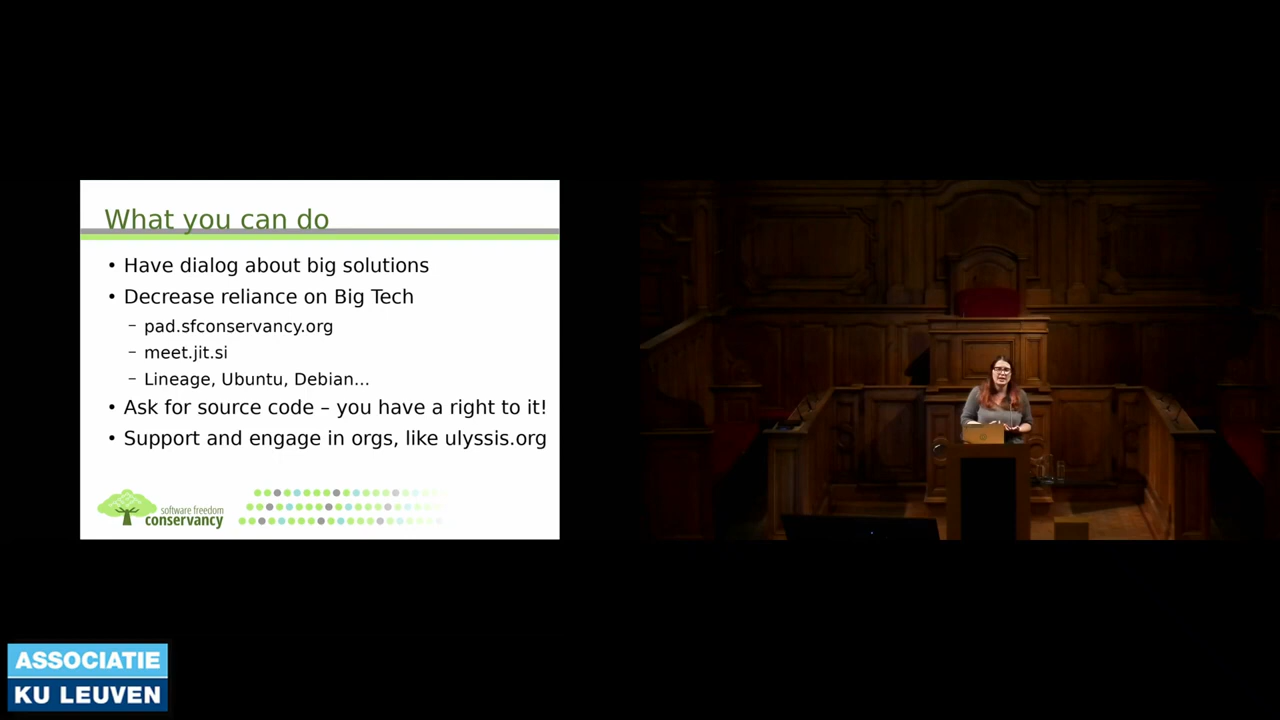 What you can do
• Have dialog about big solutions
• Decrease reliance on Big Tech
– pad.sfconservancy.org
– meet.jit.si
– Lineage, Ubuntu, Debian...
• Ask for source code – you have a right to it!
• Support and engage in orgs, like ulyssis.org
software freedom
conservancy
ASSOCIATIE
KU LEUVEN